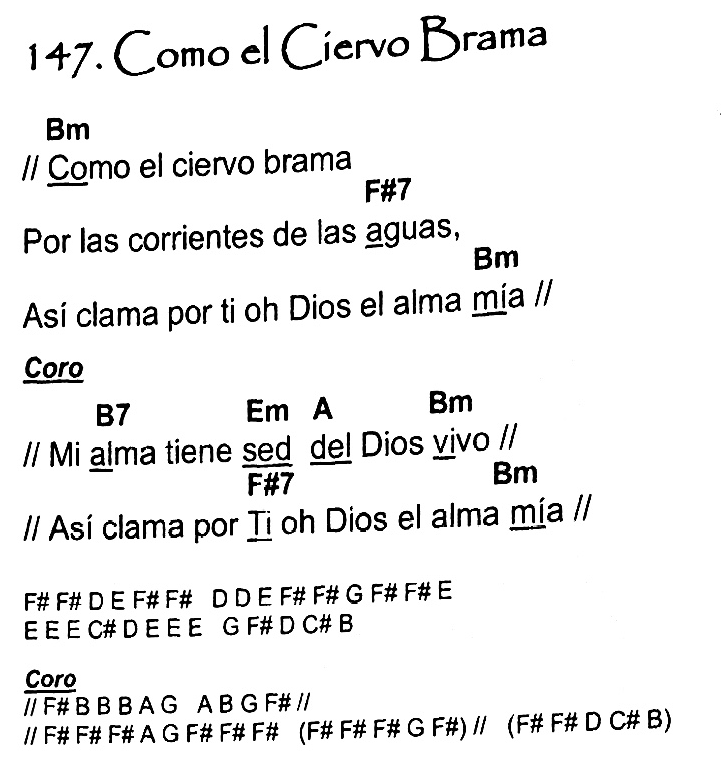 147. Como el Ciervo Brama
Bm
// Como el ciervo brama
F#7
Por las corrientes de las aguas,
Bm
Así clama por ti oh Dios el alma mía //
Coro
B7 Em A Bm
// Mi alma tiene sed del Dios vivo //
F#7 Bm
// Así clama por Ti oh Dios el alma mía //
F# F# D E F# F# D D E F# F# G F# F# E
E E E C# D E E E G F# D C# B
Coro
// F# B B B A G A B G F# //
// F# F# F# A G F# F# F# (F# F# F# G F#) // (F# F# D C# B)